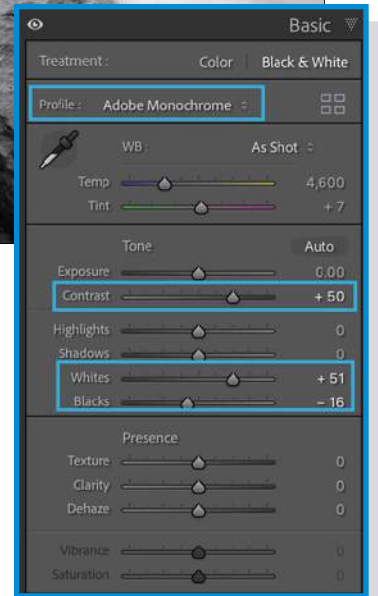 Basic
Treatment : Color Black & White
Profile : Adobe Monochrome
WB : As Shot
Temp 4,600
Tint + 7
Tone Auto
Exposure 0.00
Contrast + 50
Highlights 0
Shadows 0
Whites + 51
Blacks – 16
Presence
Texture 0
Clarity 0
Dehaze 0
Vibrance 0
Saturation 0